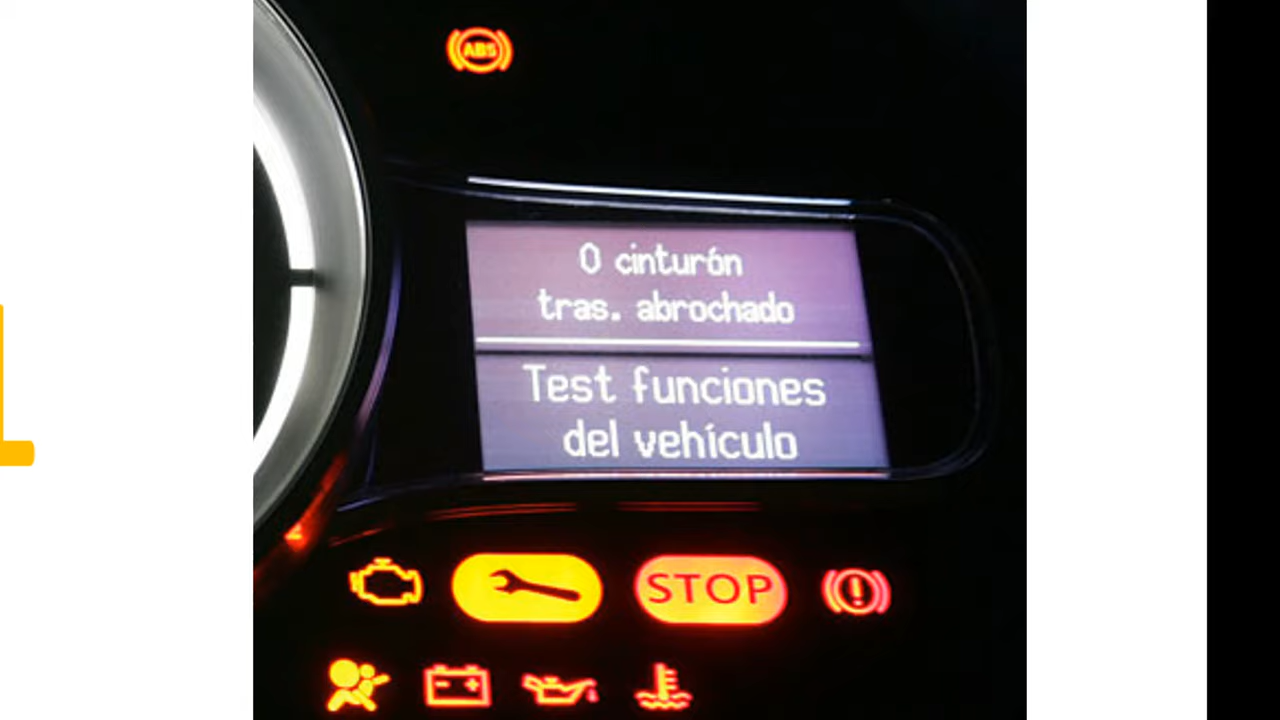 ABS
0 cinturón
tras. abrochado
Test funciones
del vehículo
STOP